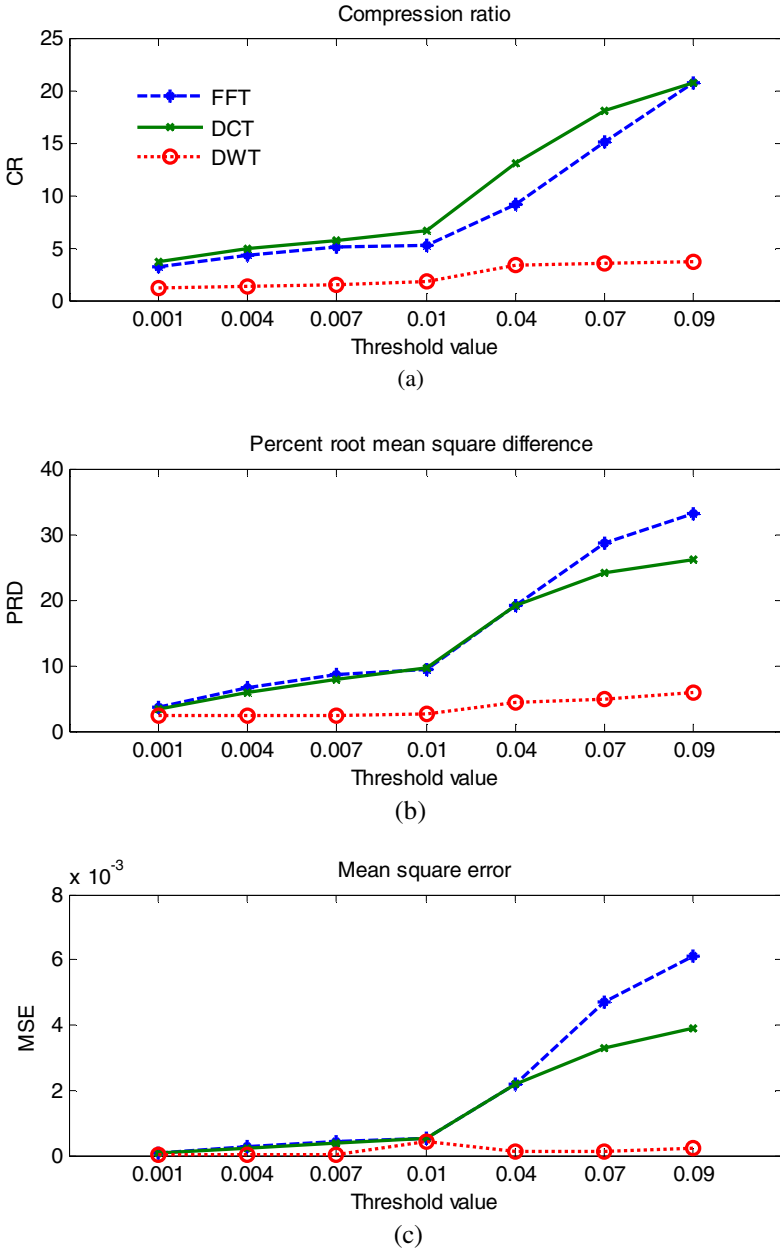 Compression ratio
25
20
15
10
5
0
CR
FFT
DCT
DWT
0.001 0.004 0.007 0.01 0.04 0.07 0.09
Threshold value
(a)
Percent root mean square difference
40
30
20
10
0
PRD
0.001 0.004 0.007 0.01 0.04 0.07 0.09
Threshold value
(b)
x 10⁻³
Mean square error
8
6
4
2
0
MSE
0.001 0.004 0.007 0.01 0.04 0.07 0.09
Threshold value
(c)